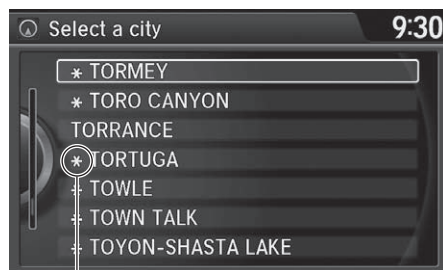 Select a city
9:30
* TORMEY
* TORO CANYON
TORRANCE
* TORTUGA
* TOWLE
* TOWN TALK
* TOYON-SHASTA LAKE